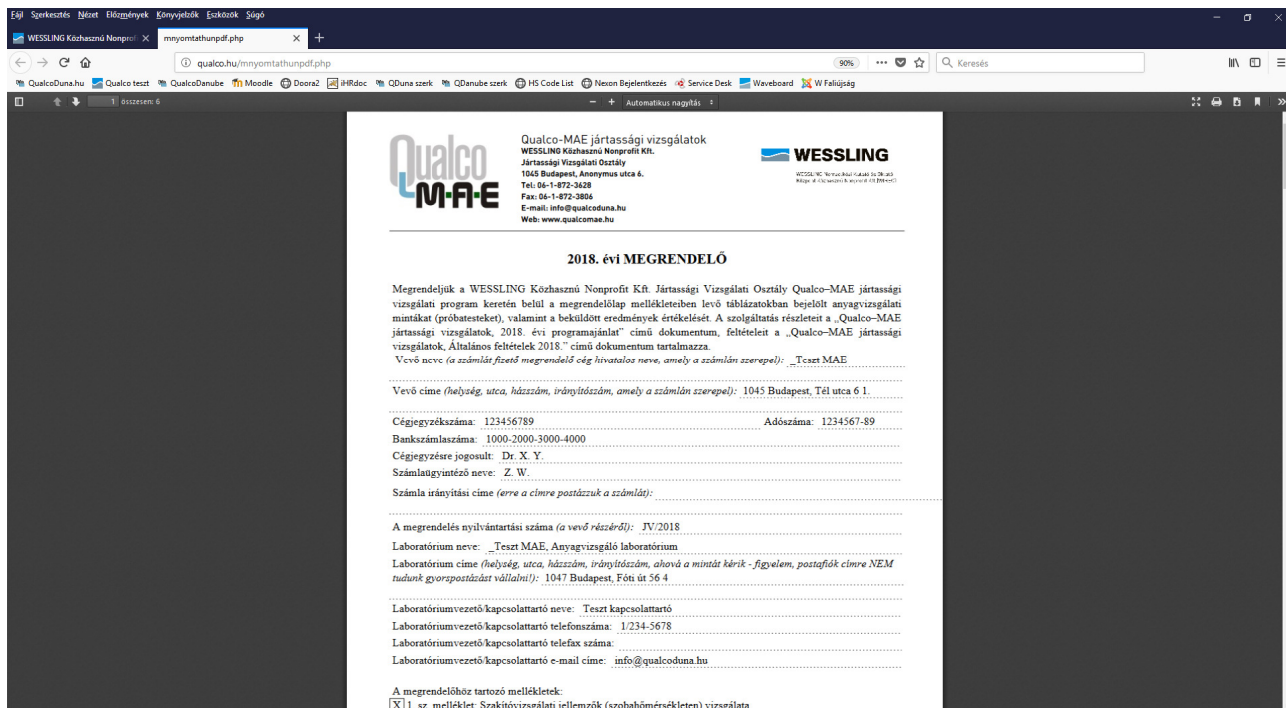 Fájl Szerkesztés Nézet Előzmények Könyvjelzők Eszközök Súgó
WESSLING Közhasznú Nonprof
mnyomtathunpdf.php
qualco.hu/mnyomtathunpdf.php
90%
Keresés
QualcoDuna.hu Qualco teszt QualcoDanube Moodle Doora2 iHRdoc QDuna szerk QDanube szerk HS Code List Nexon Bejelentkezés Service Desk Waveboard W Faliújság
1 összesen: 6
Automatikus nagyítás
Qualco
M·A·E
Qualco-MAE jártassági vizsgálatok
WESSLING Közhasznú Nonprofit Kft.
Jártassági Vizsgálati Osztály
1045 Budapest, Anonymus utca 6.
Tel: 06-1-872-3628
Fax: 06-1-872-3806
E-mail: info@qualcoduna.hu
Web: www.qualcomae.hu
WESSLING
2018. évi MEGRENDELŐ
Megrendeljük a WESSLING Közhasznú Nonprofit Kft. Jártassági Vizsgálati Osztály Qualco–MAE jártassági
vizsgálati program keretén belül a megrendelőlap mellékleteiben levő táblázatokban bejelölt anyagvizsgálati
mintákat (próbatesteket), valamint a beküldött eredmények értékelését. A szolgáltatás részleteit a „Qualco–MAE
jártassági vizsgálatok, 2018. évi programajánlat” című dokumentum, feltételeit a „Qualco–MAE jártassági
vizsgálatok, Általános feltételek 2018.” című dokumentum tartalmazza.
Vevő neve (a számlát fizető megrendelő cég hivatalos neve, amely a számlán szerepel): _Teszt MAE
Vevő címe (helység, utca, házszám, irányítószám, amely a számlán szerepel): 1045 Budapest, Tél utca 6 1.
Cégjegyzékszáma: 123456789 Adószáma: 1234567-89
Bankszámlaszáma: 1000-2000-3000-4000
Cégjegyzésre jogosult: Dr. X. Y.
Számlaügyintéző neve: Z. W.
Számla irányítási címe (erre a címre postázzuk a számlát):
A megrendelés nyilvántartási száma (a vevő részéről): JV/2018
Laboratórium neve: _Teszt MAE, Anyagvizsgáló laboratórium
Laboratórium címe (helység, utca, házszám, irányítószám, ahová a mintát kérik - figyelem, postafiók címre NEM
tudunk gyorspostázást vállalni!): 1047 Budapest, Fóti út 56 4
Laboratóriumvezető/kapcsolattartó neve: Teszt kapcsolattartó
Laboratóriumvezető/kapcsolattartó telefonszáma: 1/234-5678
Laboratóriumvezető/kapcsolattartó telefax száma:
Laboratóriumvezető/kapcsolattartó e-mail címe: info@qualcoduna.hu
A megrendelőhöz tartozó mellékletek:
X 1. sz. melléklet: Szakítóvizsgálati jellemzők (szobahőmérsékleten) vizsgálata